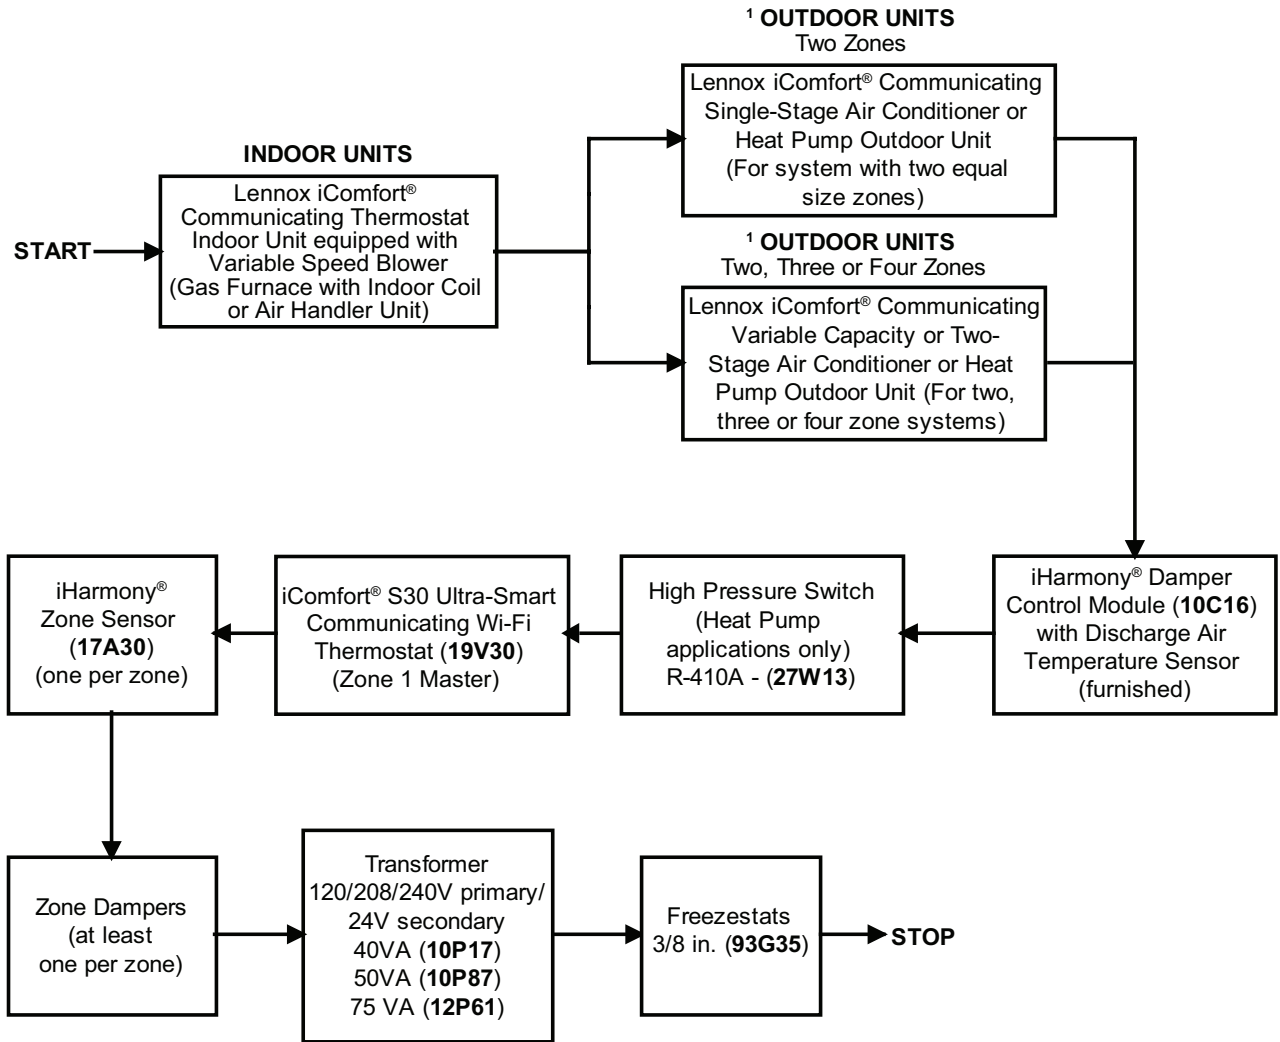 ¹ OUTDOOR UNITS
Two Zones
Lennox iComfort® Communicating
Single-Stage Air Conditioner or
Heat Pump Outdoor Unit
(For system with two equal
size zones)
INDOOR UNITS
Lennox iComfort®
Communicating Thermostat
Indoor Unit equipped with
Variable Speed Blower
(Gas Furnace with Indoor Coil
or Air Handler Unit)
START
¹ OUTDOOR UNITS
Two, Three or Four Zones
Lennox iComfort® Communicating
Variable Capacity or Two-
Stage Air Conditioner or Heat
Pump Outdoor Unit (For two,
three or four zone systems)
iHarmony® Damper
Control Module (10C16)
with Discharge Air
Temperature Sensor
(furnished)
High Pressure Switch
(Heat Pump
applications only)
R-410A - (27W13)
iComfort® S30 Ultra-Smart
Communicating Wi-Fi
Thermostat (19V30)
(Zone 1 Master)
iHarmony®
Zone Sensor
(17A30)
(one per zone)
Zone Dampers
(at least
one per zone)
Transformer
120/208/240V primary/
24V secondary
40VA (10P17)
50VA (10P87)
75 VA (12P61)
Freezestats
3/8 in. (93G35)
STOP